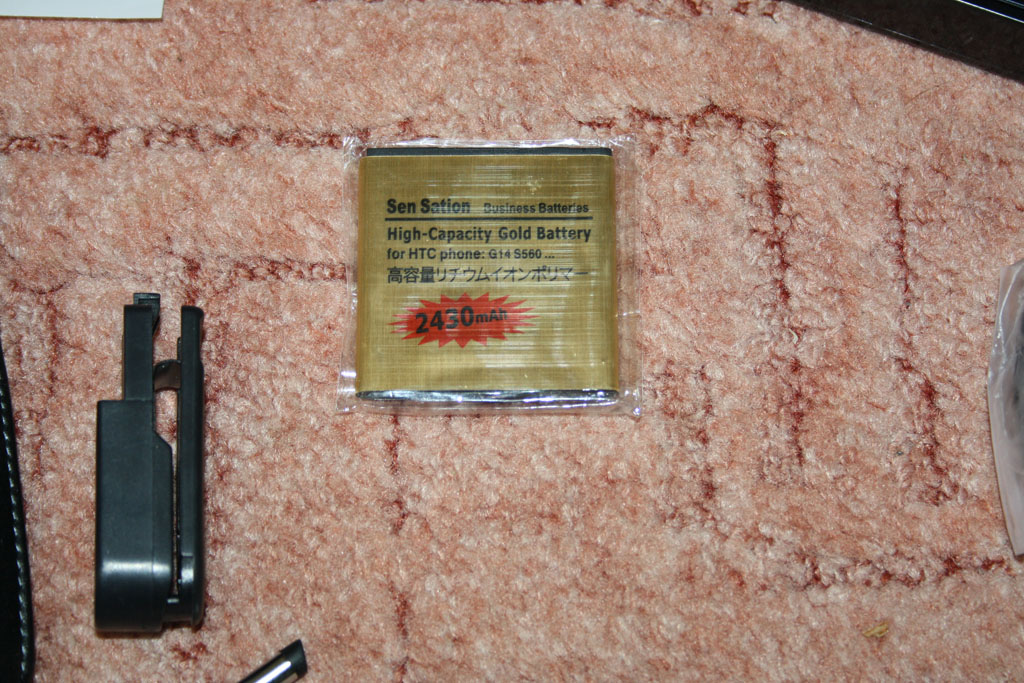 Sen Sation Business Batteries
High-Capacity Gold Battery
for HTC phone: G14 S560 ...
高容量リチウムイオンポリマー
2430mAh